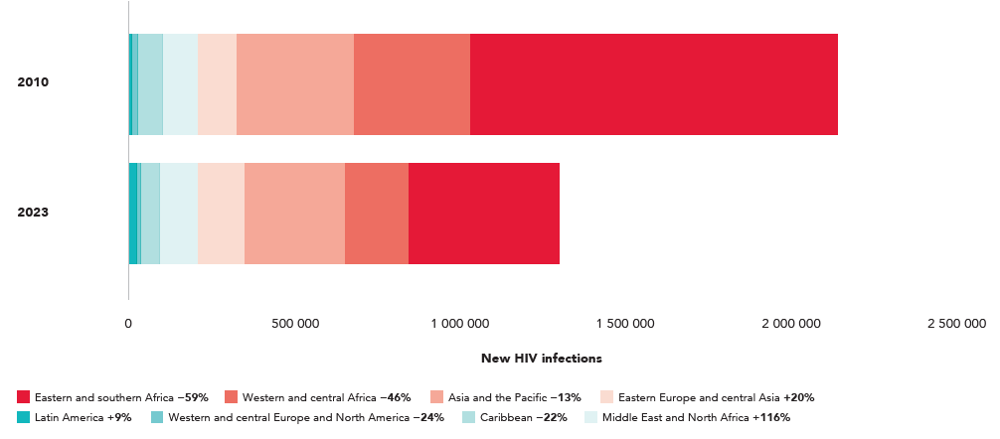 2010
2023
0 500 000 1 000 000 1 500 000 2 000 000 2 500 000
New HIV infections
Eastern and southern Africa −59% Western and central Africa −46% Asia and the Pacific −13% Eastern Europe and central Asia +20%
Latin America +9% Western and central Europe and North America −24% Caribbean −22% Middle East and North Africa +116%